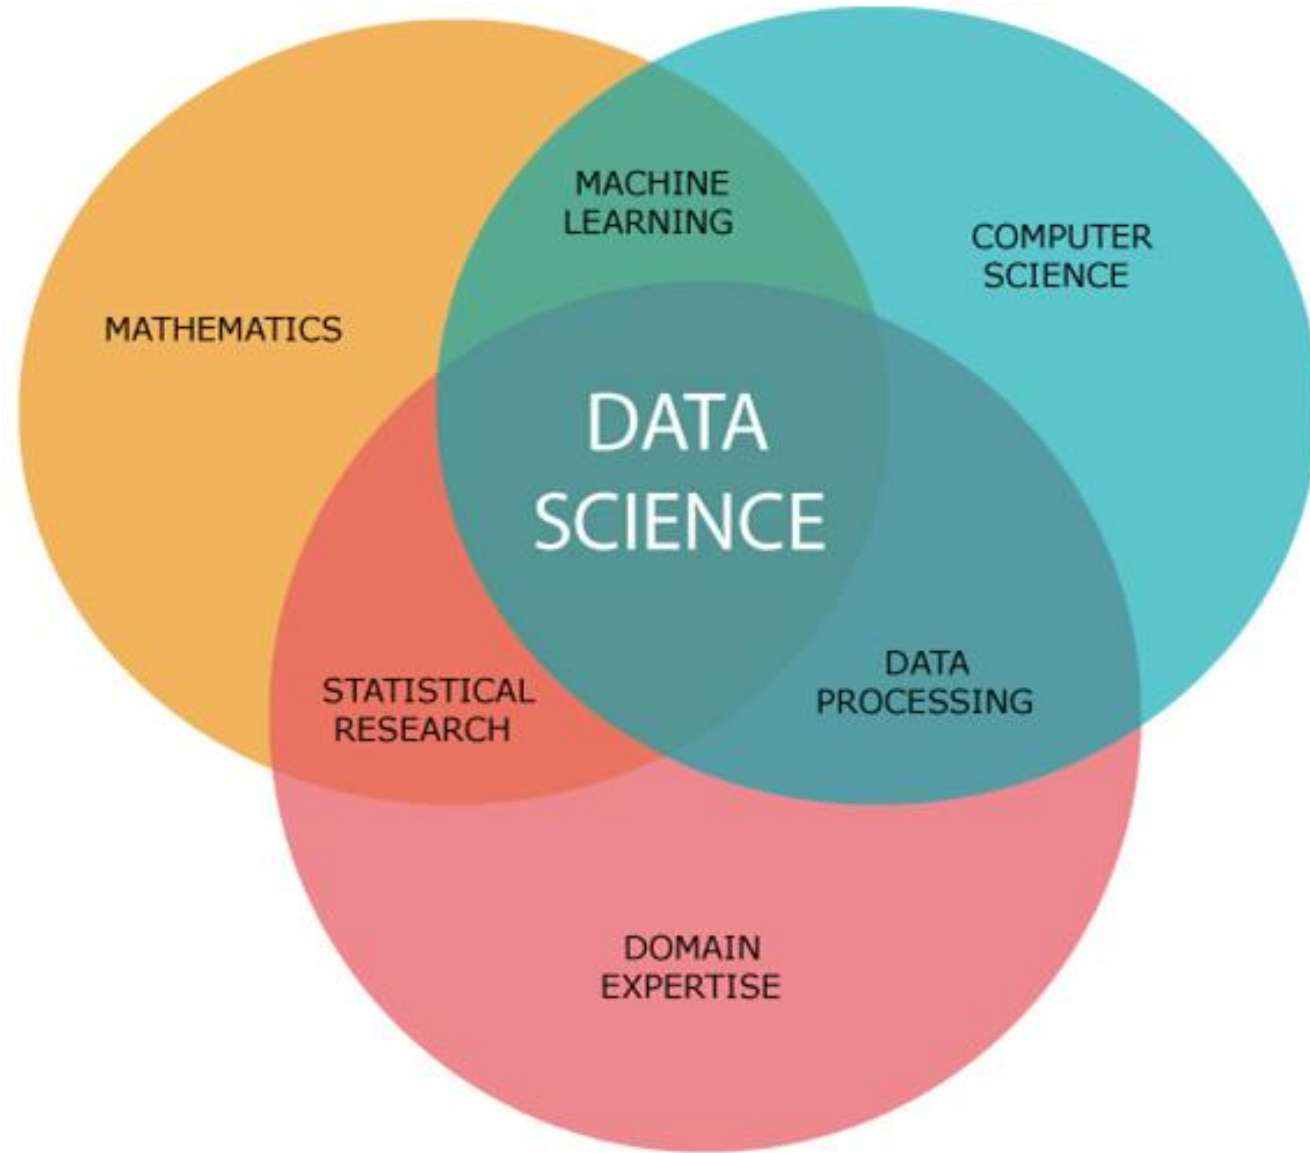 MACHINE
LEARNING
COMPUTER
SCIENCE
MATHEMATICS
DATA
SCIENCE
STATISTICAL
RESEARCH
DATA
PROCESSING
DOMAIN
EXPERTISE